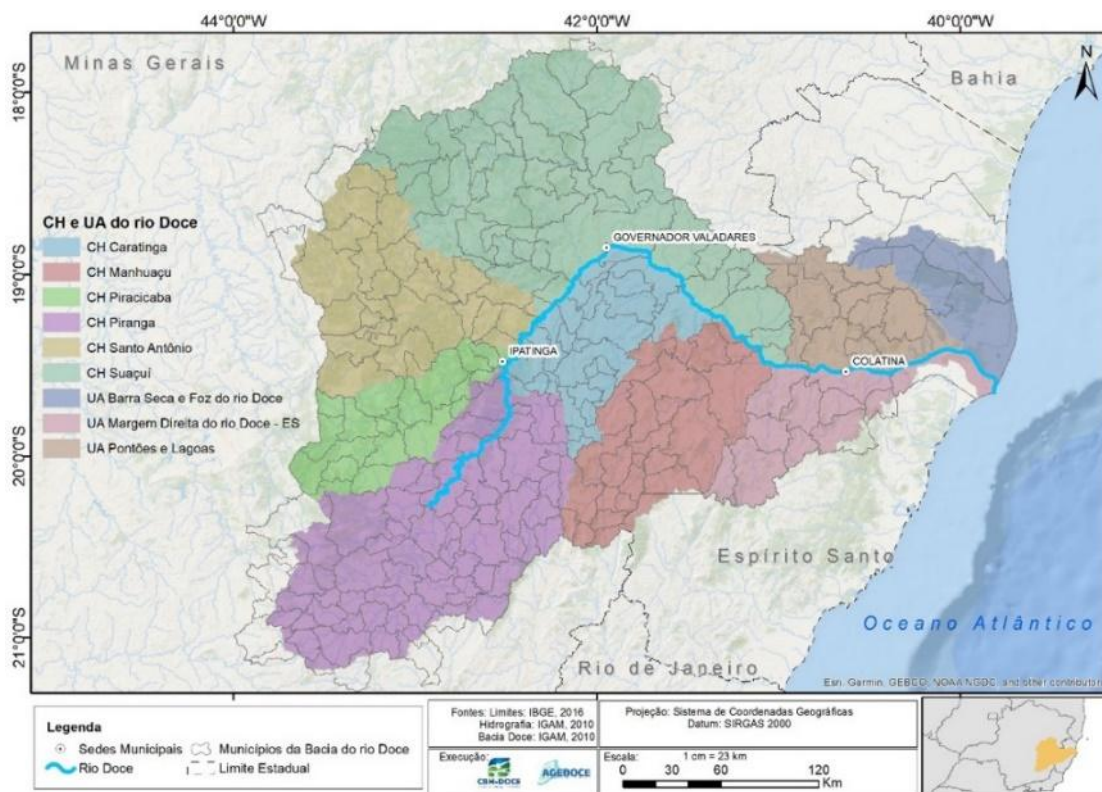 44°0'0"W
42°0'0"W
40°0'0"W
Minas Gerais
Bahia
N
18°0'0"S
19°0'0"S
20°0'0"S
21°0'0"S
CH e UA do rio Doce
CH Caratinga
CH Manhuaçu
CH Piracicaba
CH Piranga
CH Santo Antônio
CH Suaçuí
UA Barra Seca e Foz do rio Doce
UA Margem Direita do rio Doce - ES
UA Pontões e Lagoas
GOVERNADOR VALADARES
IPATINGA
COLATINA
Espírito Santo
Oceano Atlântico
Rio de Janeiro
Esri, Garmin, GEBCO, NOAA NGDC, and other contributors
Legenda
Sedes Municipais
Municípios da Bacia do rio Doce
Rio Doce
Limite Estadual
Fontes: Limites: IBGE, 2016
Hidrografia: IGAM, 2010
Bacia Doce: IGAM, 2010
Execução:
CBH-DOCE
AGEDOCE
Projeção: Sistema de Coordenadas Geográficas
Datum: SIRGAS 2000
Escala:
1 cm = 23 km
0 30 60 120
Km